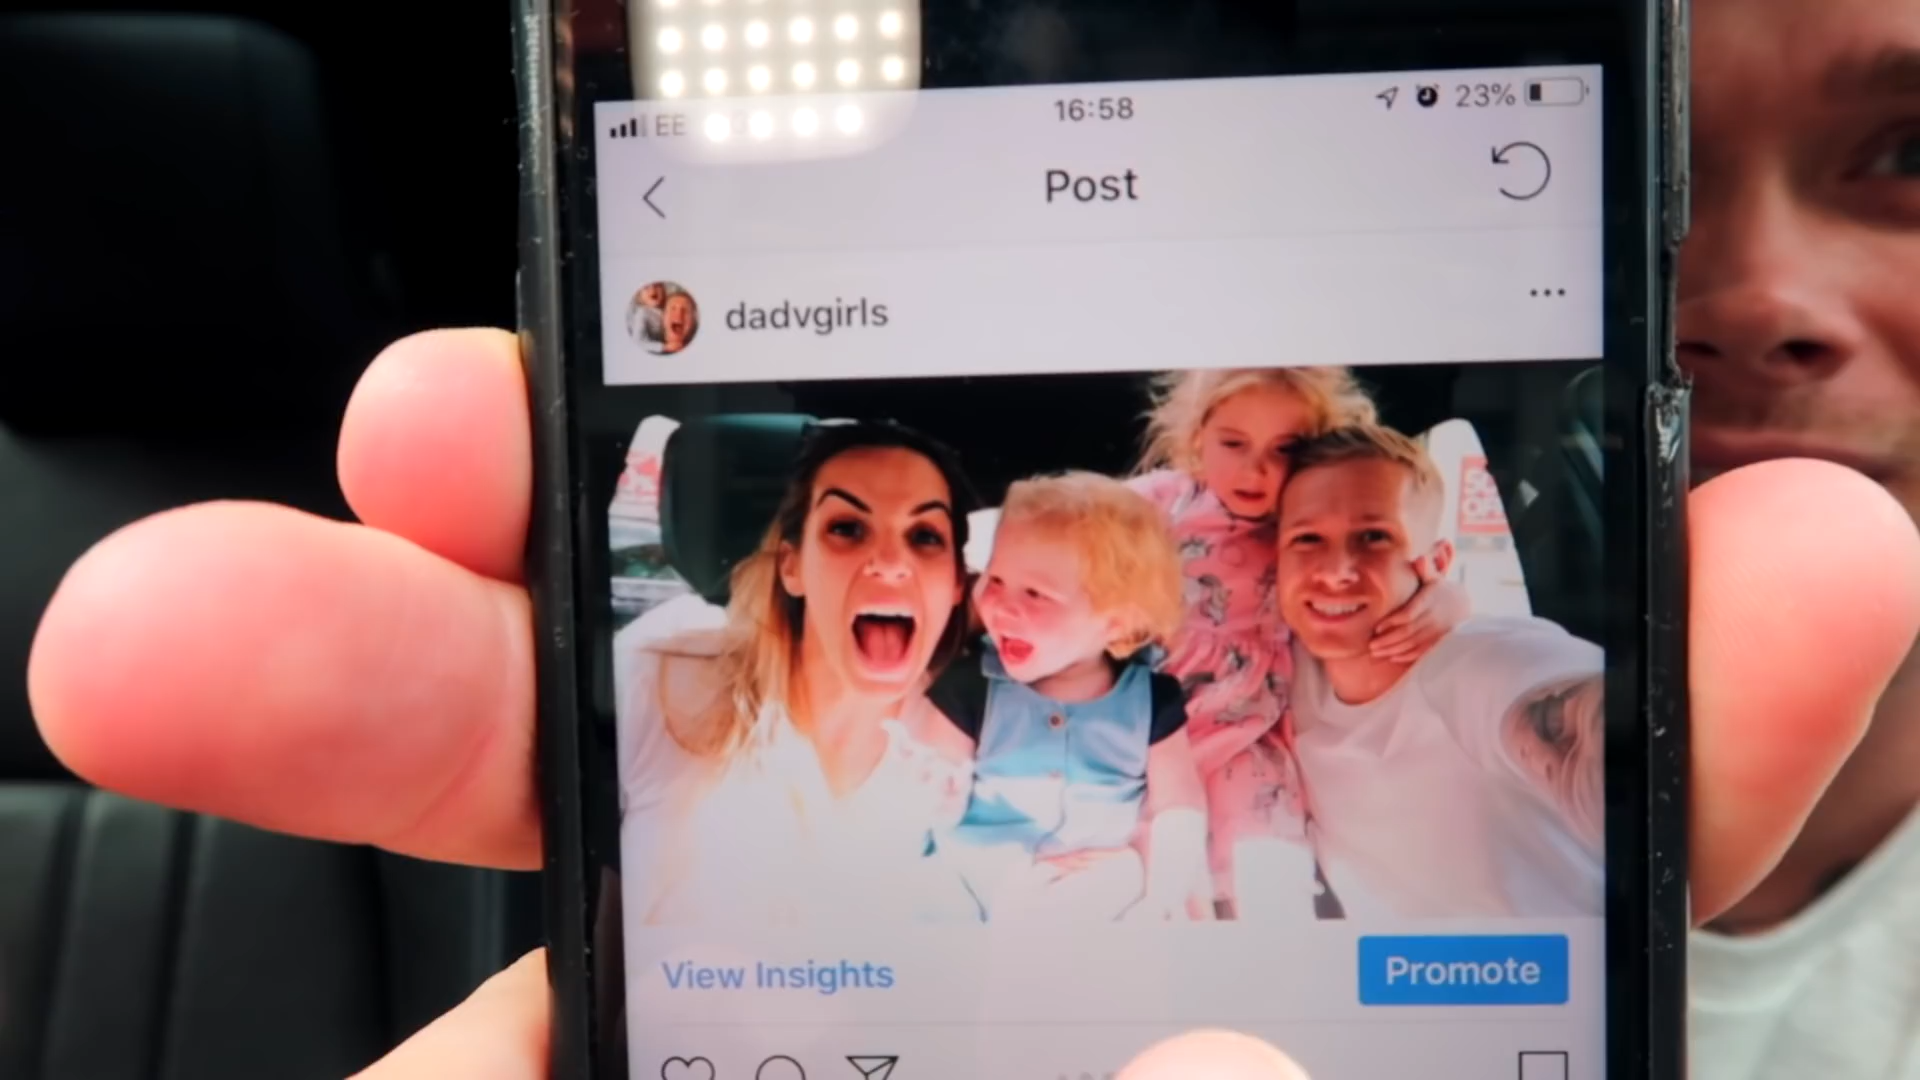 EE
16:58
23%
Post
dadvgirls
View Insights
Promote